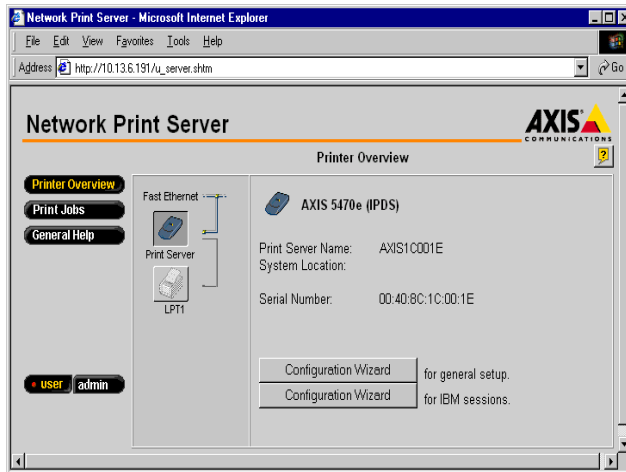 Network Print Server - Microsoft Internet Explorer
File Edit View Favorites Tools Help
Address http://10.13.6.191/u_server.shtm Go
Network Print Server
AXIS
COMMUNICATIONS
Printer Overview
?
Printer Overview
Print Jobs
General Help
Fast Ethernet
Print Server
LPT1
AXIS 5470e (IPDS)
Print Server Name: AXIS1C001E
System Location:
Serial Number: 00:40:8C:1C:00:1E
Configuration Wizard for general setup.
Configuration Wizard for IBM sessions.
user admin